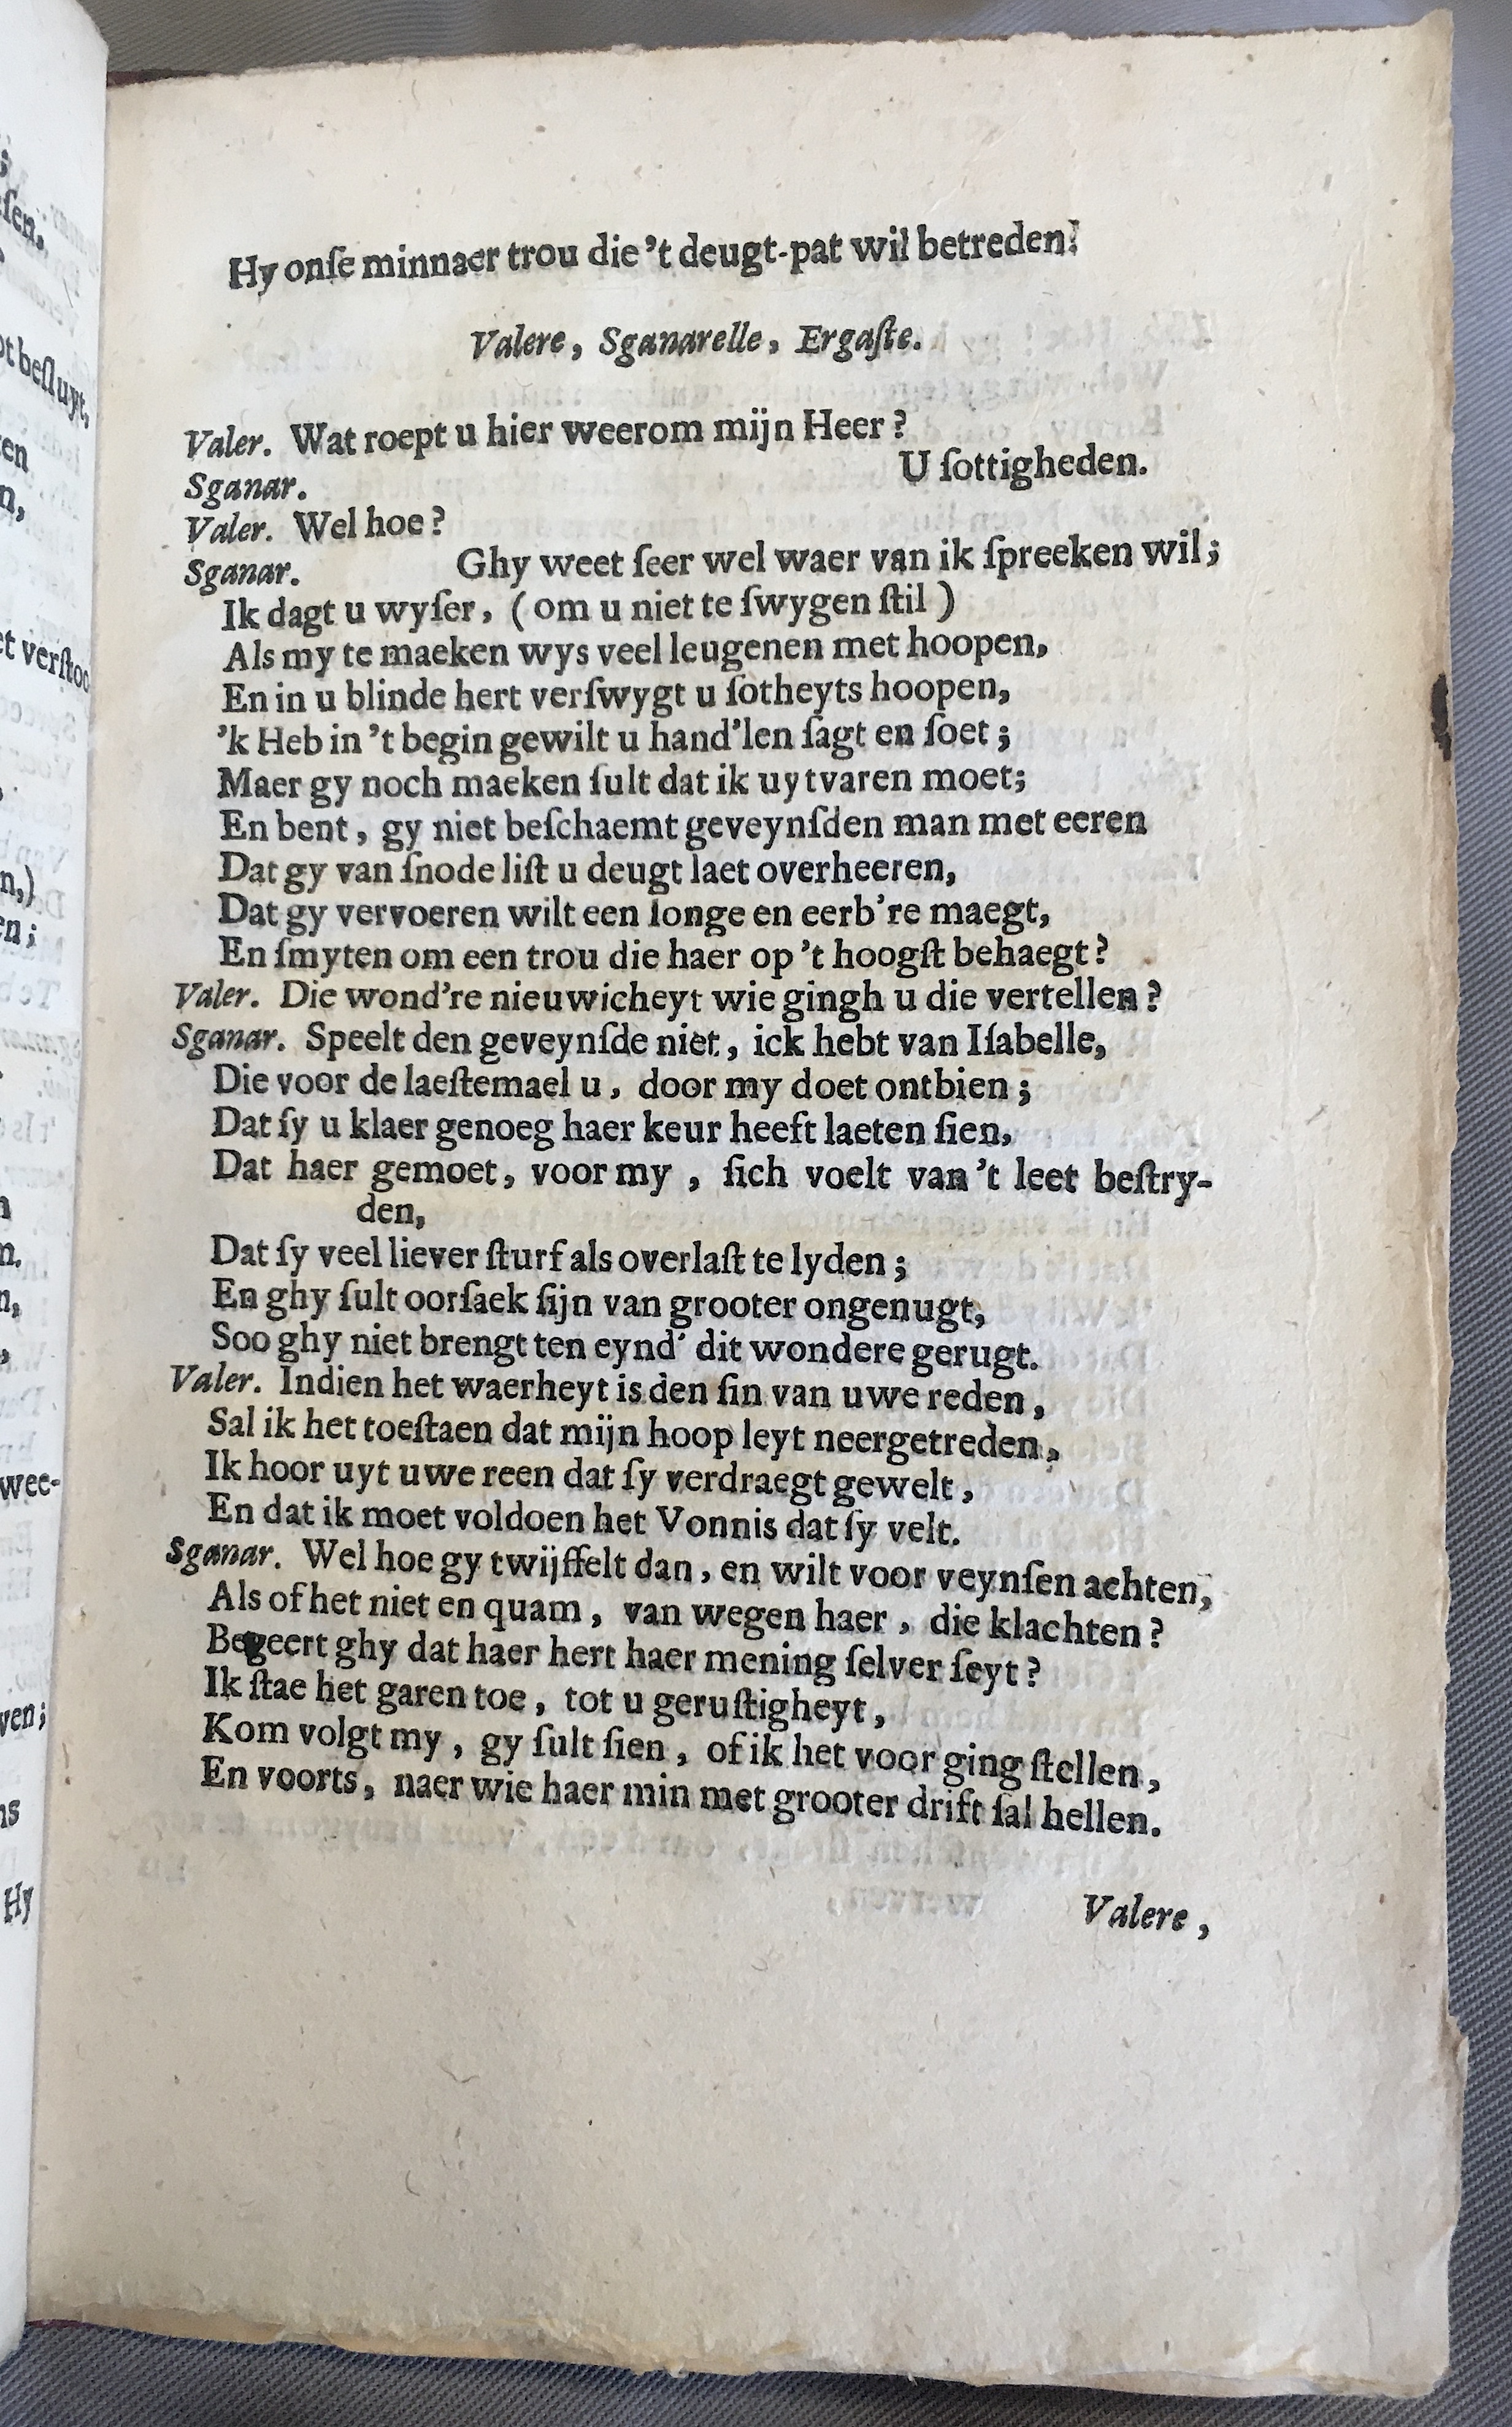 Hy onſe minnaer trou die 't deugt-pat wil betreden!
Valere, Sganarelle, Ergaſte.
Valer. Wat roept u hier weerom mijn Heer?
Sganar. U ſottigheden.
Valer. Wel hoe?
Sganar. Ghy weet ſeer wel waer van ik ſpreeken wil;
Ik dagt u wyſer, (om u niet te ſwygen ſtil)
Als my te maeken wys veel leugenen met hoopen,
En in u blinde hert verſwygt u ſotheyts hoopen,
'k Heb in 't begin gewilt u hand'len ſagt en ſoet;
Maer gy noch maeken ſult dat ik uytvaren moet;
En bent, gy niet beſchaemt geveynſden man met eeren
Dat gy van ſnode liſt u deugt laet overheeren,
Dat gy vervoeren wilt een Ionge en eerb're maegt,
En ſmyten om een trou die haer op 't hoogſt behaegt?
Valer. Die wond're nieuwicheyt wie gingh u die vertellen?
Sganar. Speelt den geveynſde niet, ick hebt van Iſabelle,
Die voor de laeſtemael u, door my doet ontbien;
Dat ſy u klaer genoeg haer keur heeft laeten ſien,
Dat haer gemoet, voor my, ſich voelt van 't leet beſtry-
den,
Dat ſy veel liever ſturf als overlaſt te lyden;
En ghy ſult oorſaek ſijn van grooter ongenugt,
Soo ghy niet brengt ten eynd' dit wondere gerugt.
Valer. Indien het waerheyt is den ſin van uwe reden,
Sal ik het toeſtaen dat mijn hoop leyt neergetreden,
Ik hoor uyt uwe reen dat ſy verdraegt gewelt,
En dat ik moet voldoen het Vonnis dat ſy velt.
Sganar. Wel hoe gy twijffelt dan, en wilt voor veynſen achten,
Als of het niet en quam, van wegen haer, die klachten?
Begeert ghy dat haer hert haer mening ſelver ſeyt?
Ik ſtae het garen toe, tot u geruſtigheyt,
Kom volgt my, gy ſult ſien, of ik het voor ging ſtellen,
En voorts, naer wie haer min met grooter drift ſal hellen.
Valere,